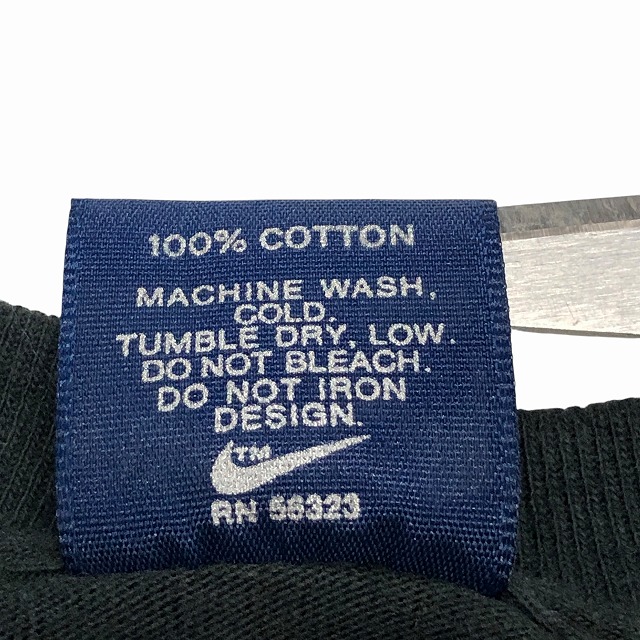 100% COTTON
MACHINE WASH,
COLD.
TUMBLE DRY, LOW.
DO NOT BLEACH.
DO NOT IRON
DESIGN.
TM
RN 56323